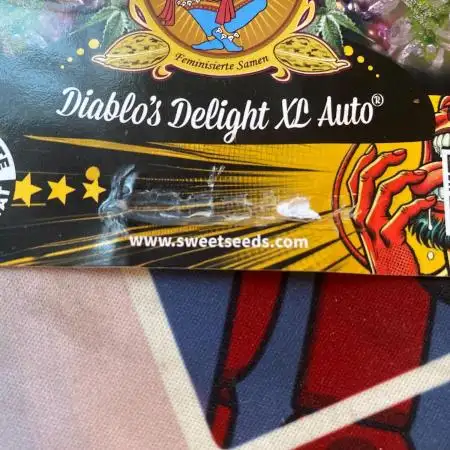 Feminisierte Samen
Diablo's Delight XL Auto®
www.sweetseeds.com